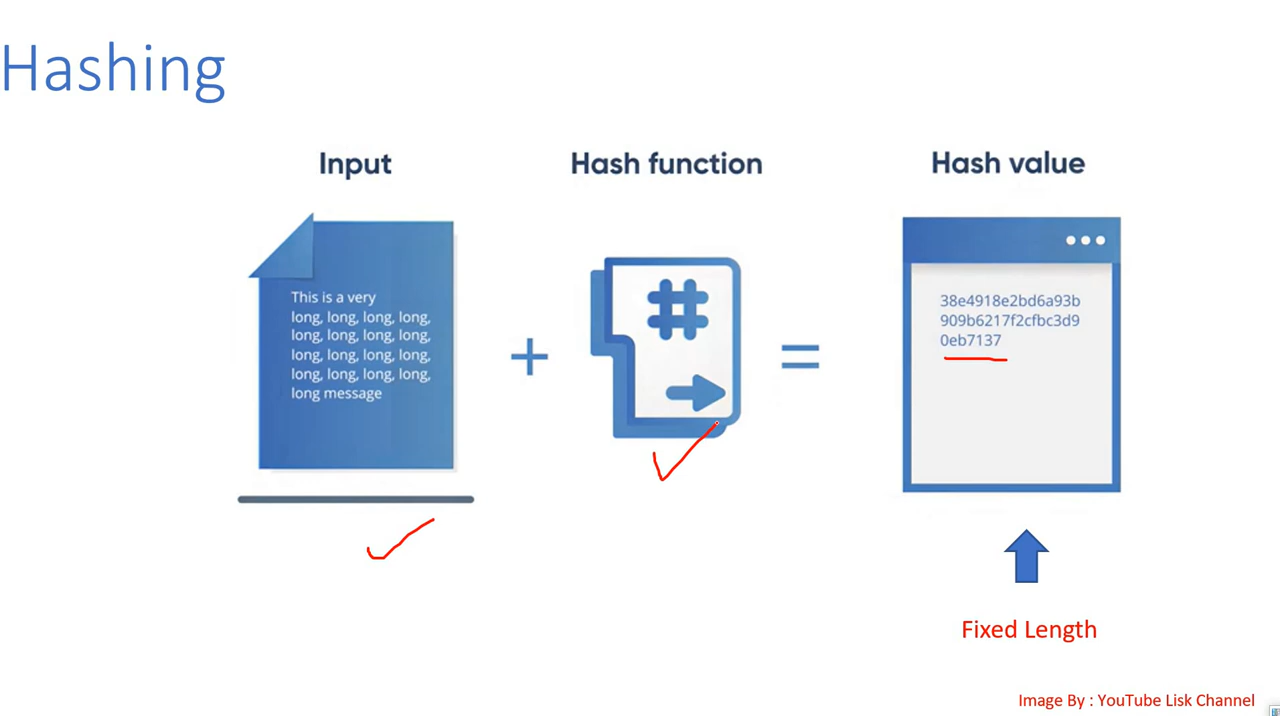 Hashing
Input
Hash function
Hash value
This is a very
long, long, long, long,
long, long, long, long,
long, long, long, long,
long, long, long, long,
long message
38e4918e2bd6a93b
909b6217f2cfbc3d9
0eb7137
Fixed Length
Image By : YouTube Lisk Channel